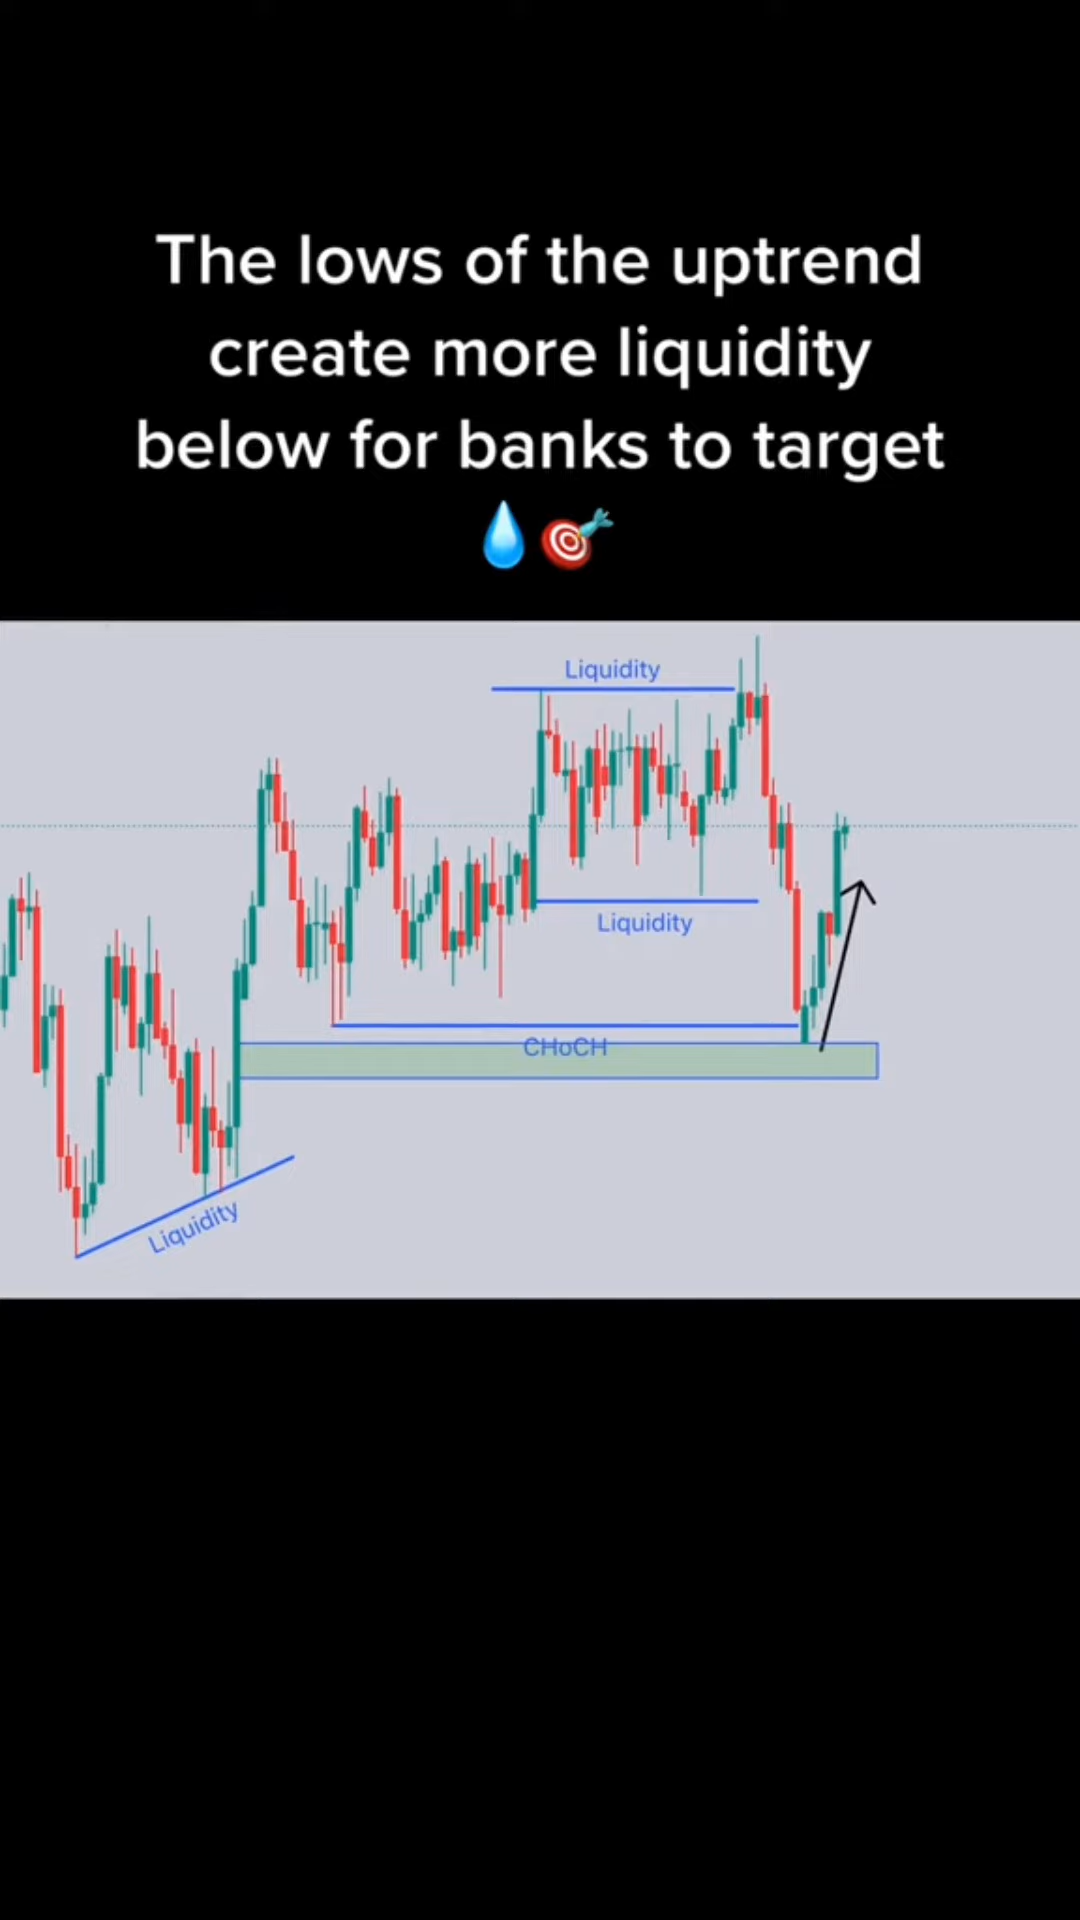 The lows of the uptrend
create more liquidity
below for banks to target
💧🎯
Liquidity
Liquidity
CHoCH
Liquidity